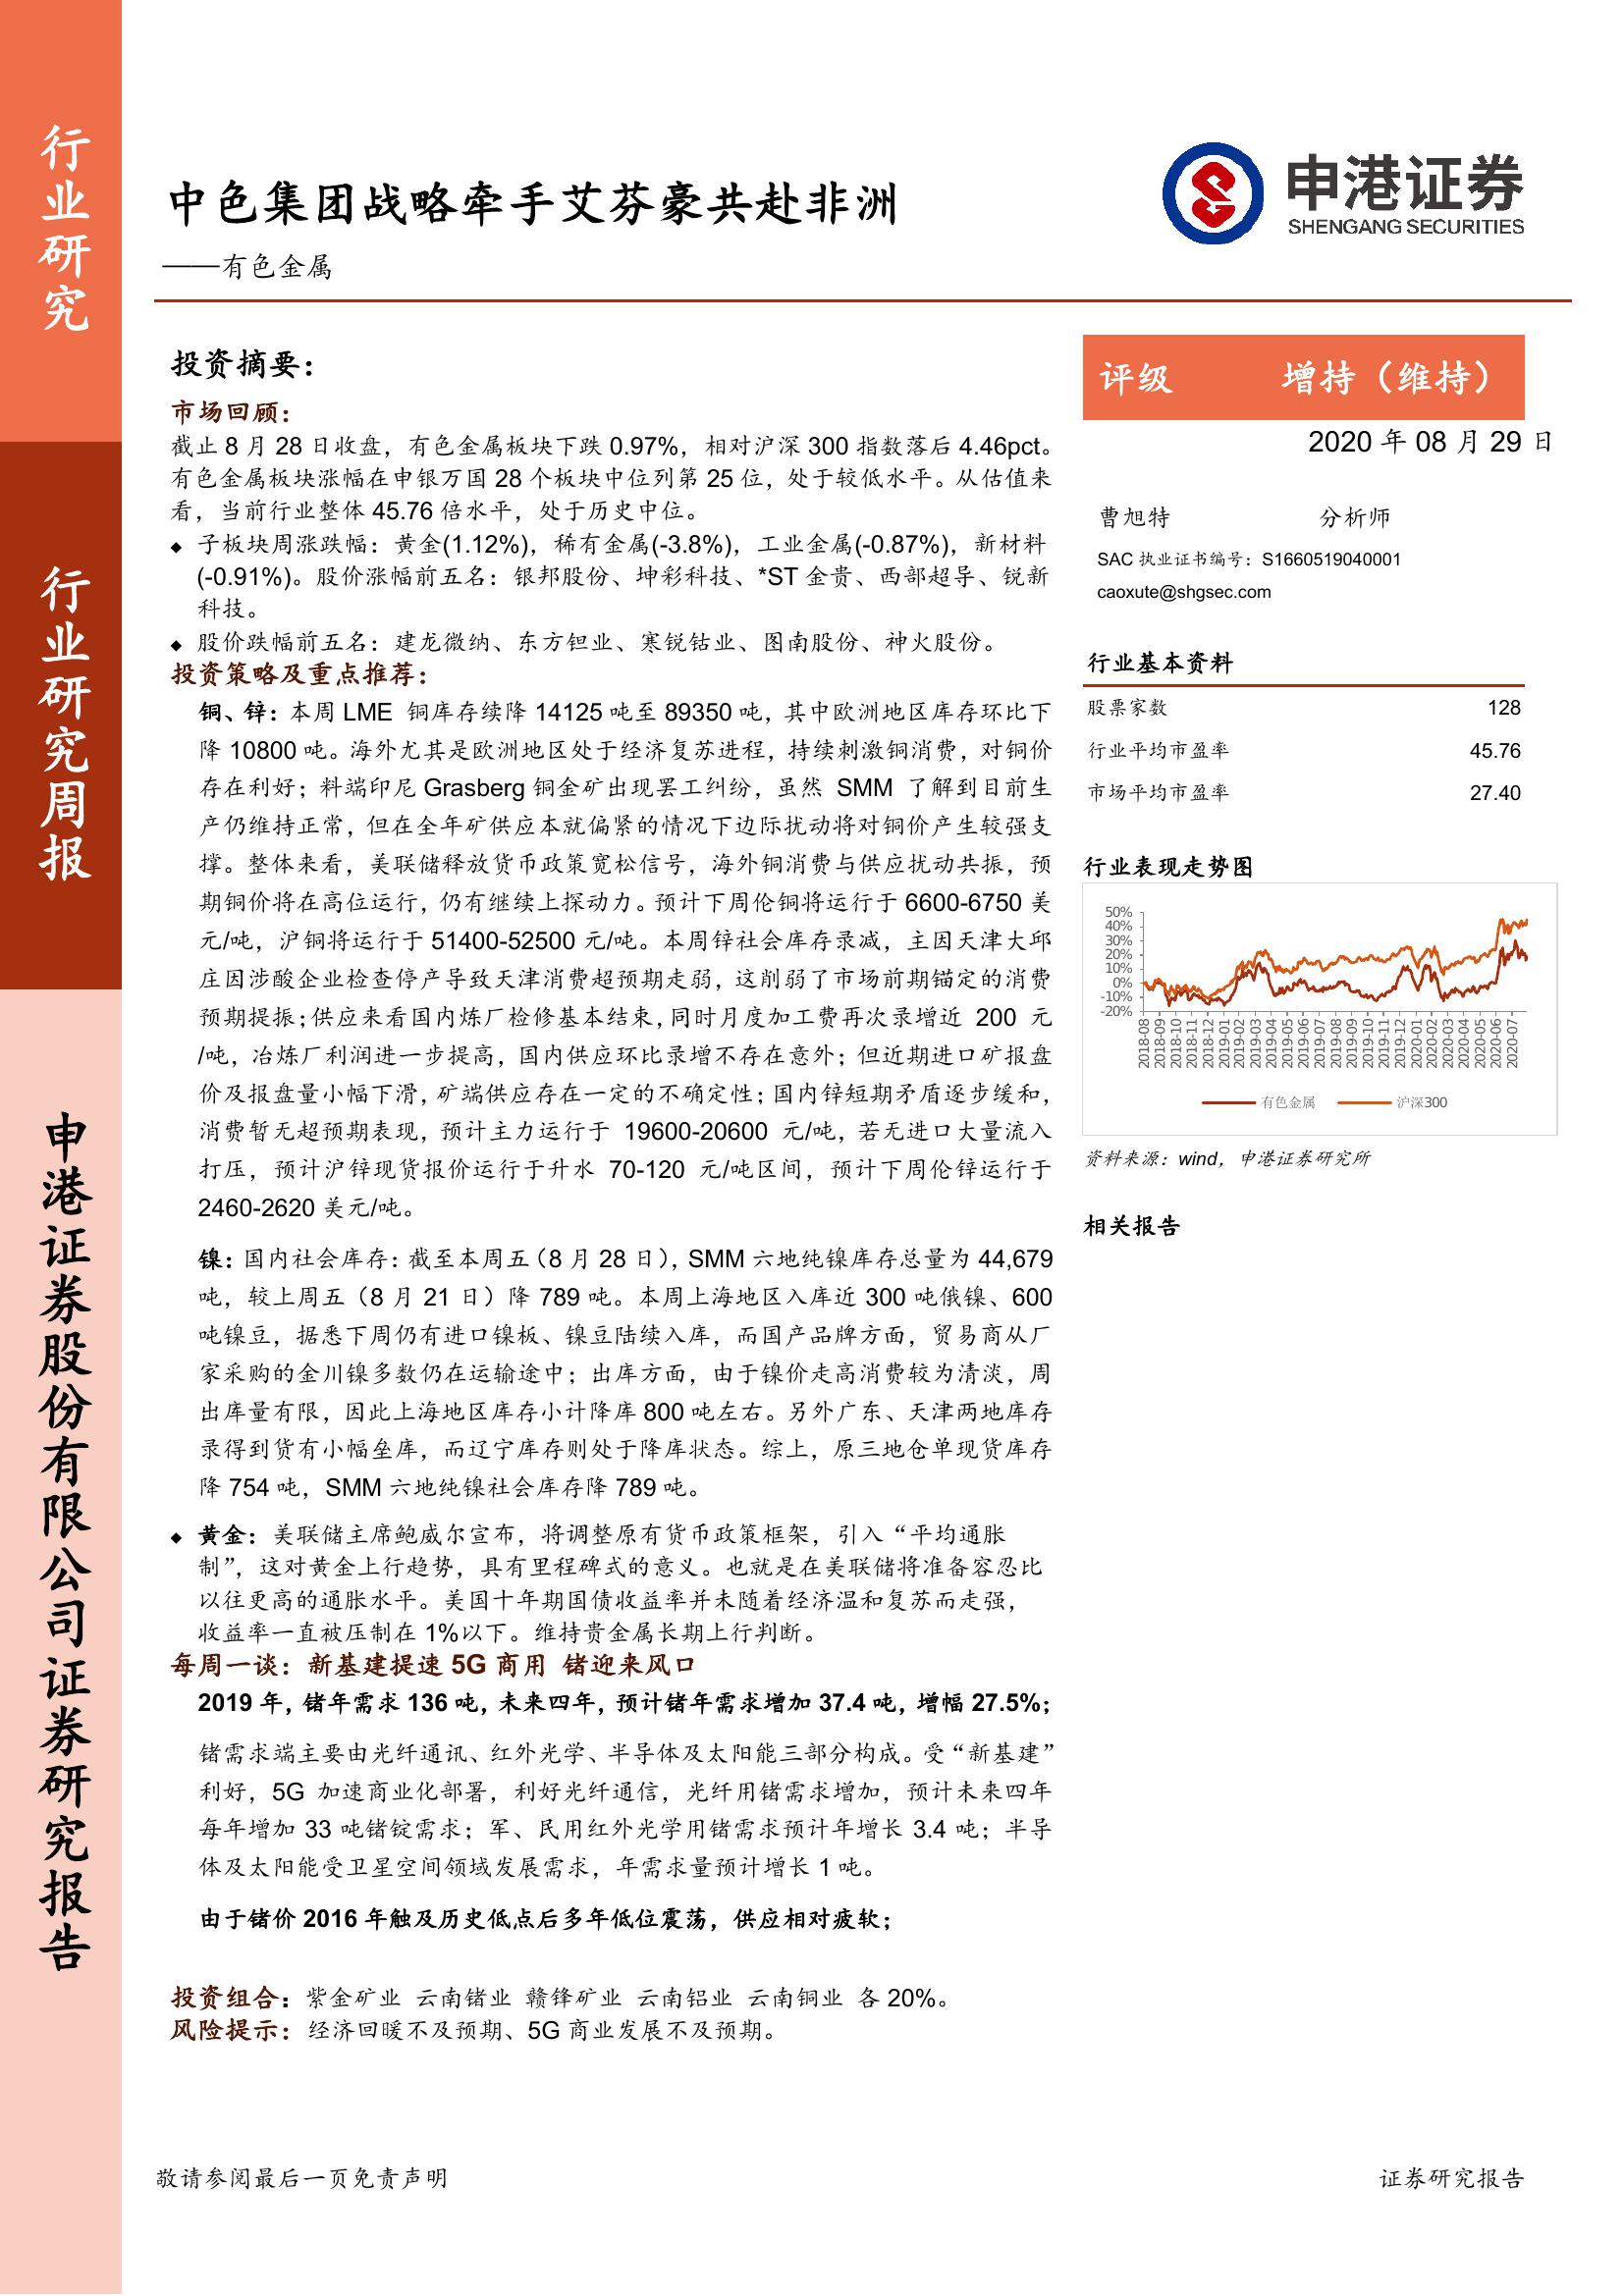 行业研究
行业研究周报
申港证券股份有限公司证券研究报告
中色集团战略牵手艾芬豪共赴非洲
——有色金属
申港证券
SHENGANG SECURITIES
投资摘要：
市场回顾：
截止 8 月 28 日收盘，有色金属板块下跌 0.97%，相对沪深 300 指数落后 4.46pct。
有色金属板块涨幅在申银万国 28 个板块中位列第 25 位，处于较低水平。从估值来
看，当前行业整体 45.76 倍水平，处于历史中位。
◆ 子板块周涨跌幅：黄金(1.12%)，稀有金属(-3.8%)，工业金属(-0.87%)，新材料
(-0.91%)。股价涨幅前五名：银邦股份、坤彩科技、*ST 金贵、西部超导、锐新
科技。
◆ 股价跌幅前五名：建龙微纳、东方钽业、寒锐钴业、图南股份、神火股份。
投资策略及重点推荐：
铜、锌：本周 LME 铜库存续降 14125 吨至 89350 吨，其中欧洲地区库存环比下
降 10800 吨。海外尤其是欧洲地区处于经济复苏进程，持续刺激铜消费，对铜价
存在利好；料端印尼 Grasberg 铜金矿出现罢工纠纷，虽然 SMM 了解到目前生
产仍维持正常，但在全年矿供应本就偏紧的情况下边际扰动将对铜价产生较强支
撑。整体来看，美联储释放货币政策宽松信号，海外铜消费与供应扰动共振，预
期铜价将在高位运行，仍有继续上探动力。预计下周伦铜将运行于 6600-6750 美
元/吨，沪铜将运行于 51400-52500 元/吨。本周锌社会库存录减，主因天津大邱
庄因涉酸企业检查停产导致天津消费超预期走弱，这削弱了市场前期锚定的消费
预期提振；供应来看国内炼厂检修基本结束，同时月度加工费再次录增近 200 元
/吨，冶炼厂利润进一步提高，国内供应环比录增不存在意外；但近期进口矿报盘
价及报盘量小幅下滑，矿端供应存在一定的不确定性；国内锌短期矛盾逐步缓和，
消费暂无超预期表现，预计主力运行于 19600-20600 元/吨，若无进口大量流入
打压，预计沪锌现货报价运行于升水 70-120 元/吨区间，预计下周伦锌运行于
2460-2620 美元/吨。
镍：国内社会库存：截至本周五（8 月 28 日），SMM 六地纯镍库存总量为 44,679
吨，较上周五（8 月 21 日）降 789 吨。本周上海地区入库近 300 吨俄镍、600
吨镍豆，据悉下周仍有进口镍板、镍豆陆续入库，而国产品牌方面，贸易商从厂
家采购的金川镍多数仍在运输途中；出库方面，由于镍价走高消费较为清淡，周
出库量有限，因此上海地区库存小计降库 800 吨左右。另外广东、天津两地库存
录得到货有小幅垒库，而辽宁库存则处于降库状态。综上，原三地仓单现货库存
降 754 吨，SMM 六地纯镍社会库存降 789 吨。
◆ 黄金：美联储主席鲍威尔宣布，将调整原有货币政策框架，引入“平均通胀
制”，这对黄金上行趋势，具有里程碑式的意义。也就是在美联储将准备容忍比
以往更高的通胀水平。美国十年期国债收益率并未随着经济温和复苏而走强，
收益率一直被压制在 1%以下。维持贵金属长期上行判断。
每周一谈：新基建提速 5G 商用 锗迎来风口
2019 年，锗年需求 136 吨，未来四年，预计锗年需求增加 37.4 吨，增幅 27.5%；
锗需求端主要由光纤通讯、红外光学、半导体及太阳能三部分构成。受“新基建”
利好，5G 加速商业化部署，利好光纤通信，光纤用锗需求增加，预计未来四年
每年增加 33 吨锗锭需求；军、民用红外光学用锗需求预计年增长 3.4 吨；半导
体及太阳能受卫星空间领域发展需求，年需求量预计增长 1 吨。
由于锗价 2016 年触及历史低点后多年低位震荡，供应相对疲软；
投资组合：紫金矿业 云南锗业 赣锋矿业 云南铝业 云南铜业 各 20%。
风险提示：经济回暖不及预期、5G 商业发展不及预期。
评级 增持（维持）
2020 年 08 月 29 日
曹旭特 分析师
SAC 执业证书编号：S1660519040001
caoxute@shgsec.com
行业基本资料
股票家数 128
行业平均市盈率 45.76
市场平均市盈率 27.40
行业表现走势图
50%
40%
30%
20%
10%
0%
-10%
-20%
2018-08
2018-09
2018-10
2018-11
2018-12
2019-01
2019-02
2019-03
2019-04
2019-05
2019-06
2019-07
2019-08
2019-09
2019-10
2019-11
2019-12
2020-01
2020-02
2020-03
2020-04
2020-05
2020-06
2020-07
有色金属 沪深300
资料来源：wind，申港证券研究所
相关报告
敬请参阅最后一页免责声明 证券研究报告